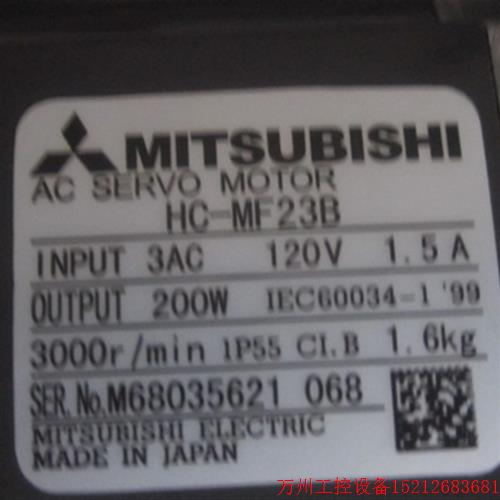 MITSUBISHI
AC SERVO MOTOR
HC-MF23B
INPUT 3AC 120V 1.5A
OUTPUT 200W IEC60034-1 '99
3000r/min IP55 CI.B 1.6kg
SER.No.M68035621 068
MITSUBISHI ELECTRIC
MADE IN JAPAN
万州工控设备15212683681